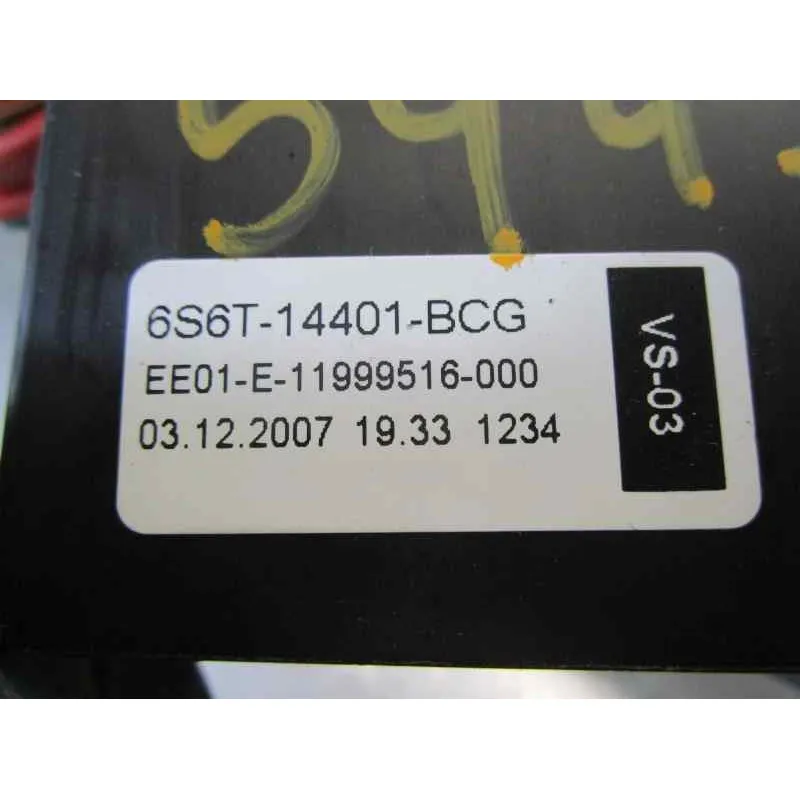 6S6T-14401-BCG
EE01-E-11999516-000
03.12.2007 19.33 1234
VS-03